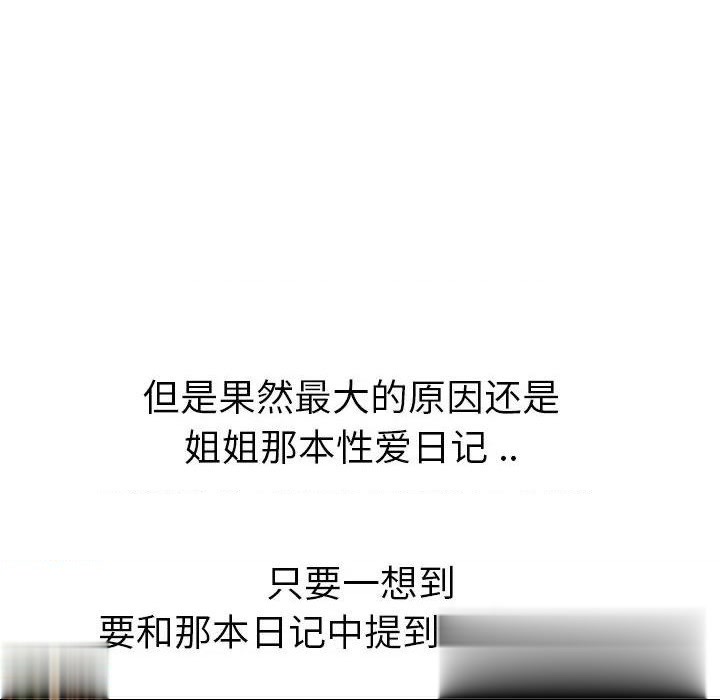 但是果然最大的原因还是
姐姐那本性爱日记 ..
只要一想到
要和那本日记中提到